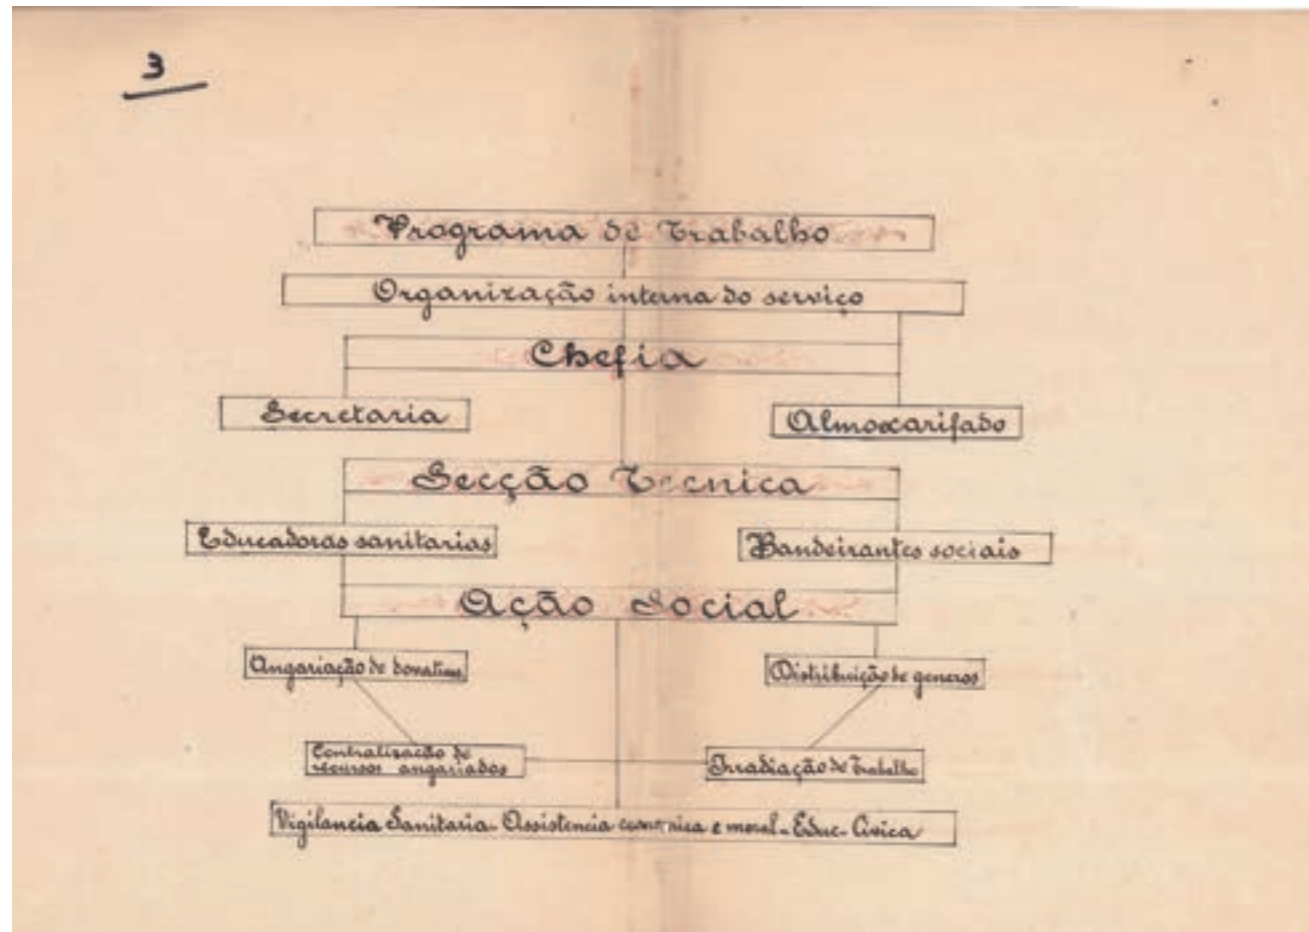 3
Programa de Trabalho
Organização interna do serviço
Chefia
Secretaria
Almoxarifado
Secção Tecnica
Educadoras sanitarias
Bandeirantes sociais
Ação Social
Angariação de donativos
Distribuição de generos
Centralização de
recursos angariados
Irradiação de Trabalho
Vigilancia Sanitaria - Assistencia economica e moral - Educ - Civica